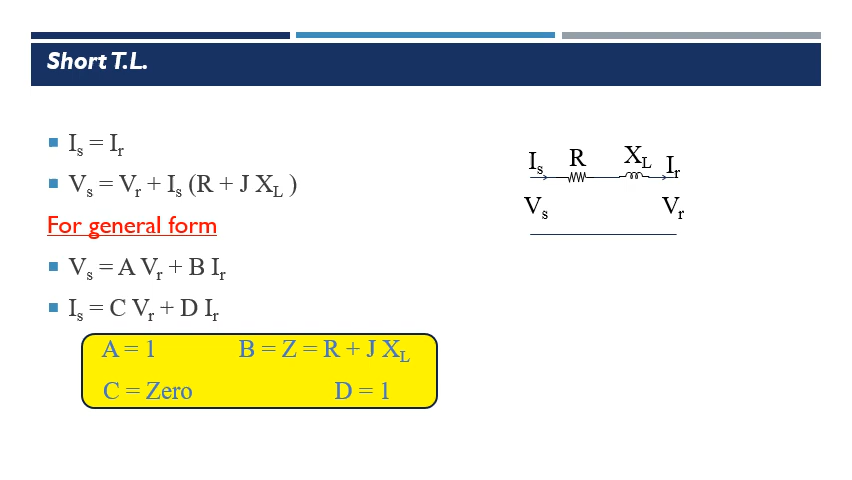 Short T.L.
Is = Ir
Vs = Vr + Is (R + J XL )
For general form
Vs = A Vr + B Ir
Is = C Vr + D Ir
A = 1 B = Z = R + J XL
C = Zero D = 1
Is R XL Ir
Vs Vr